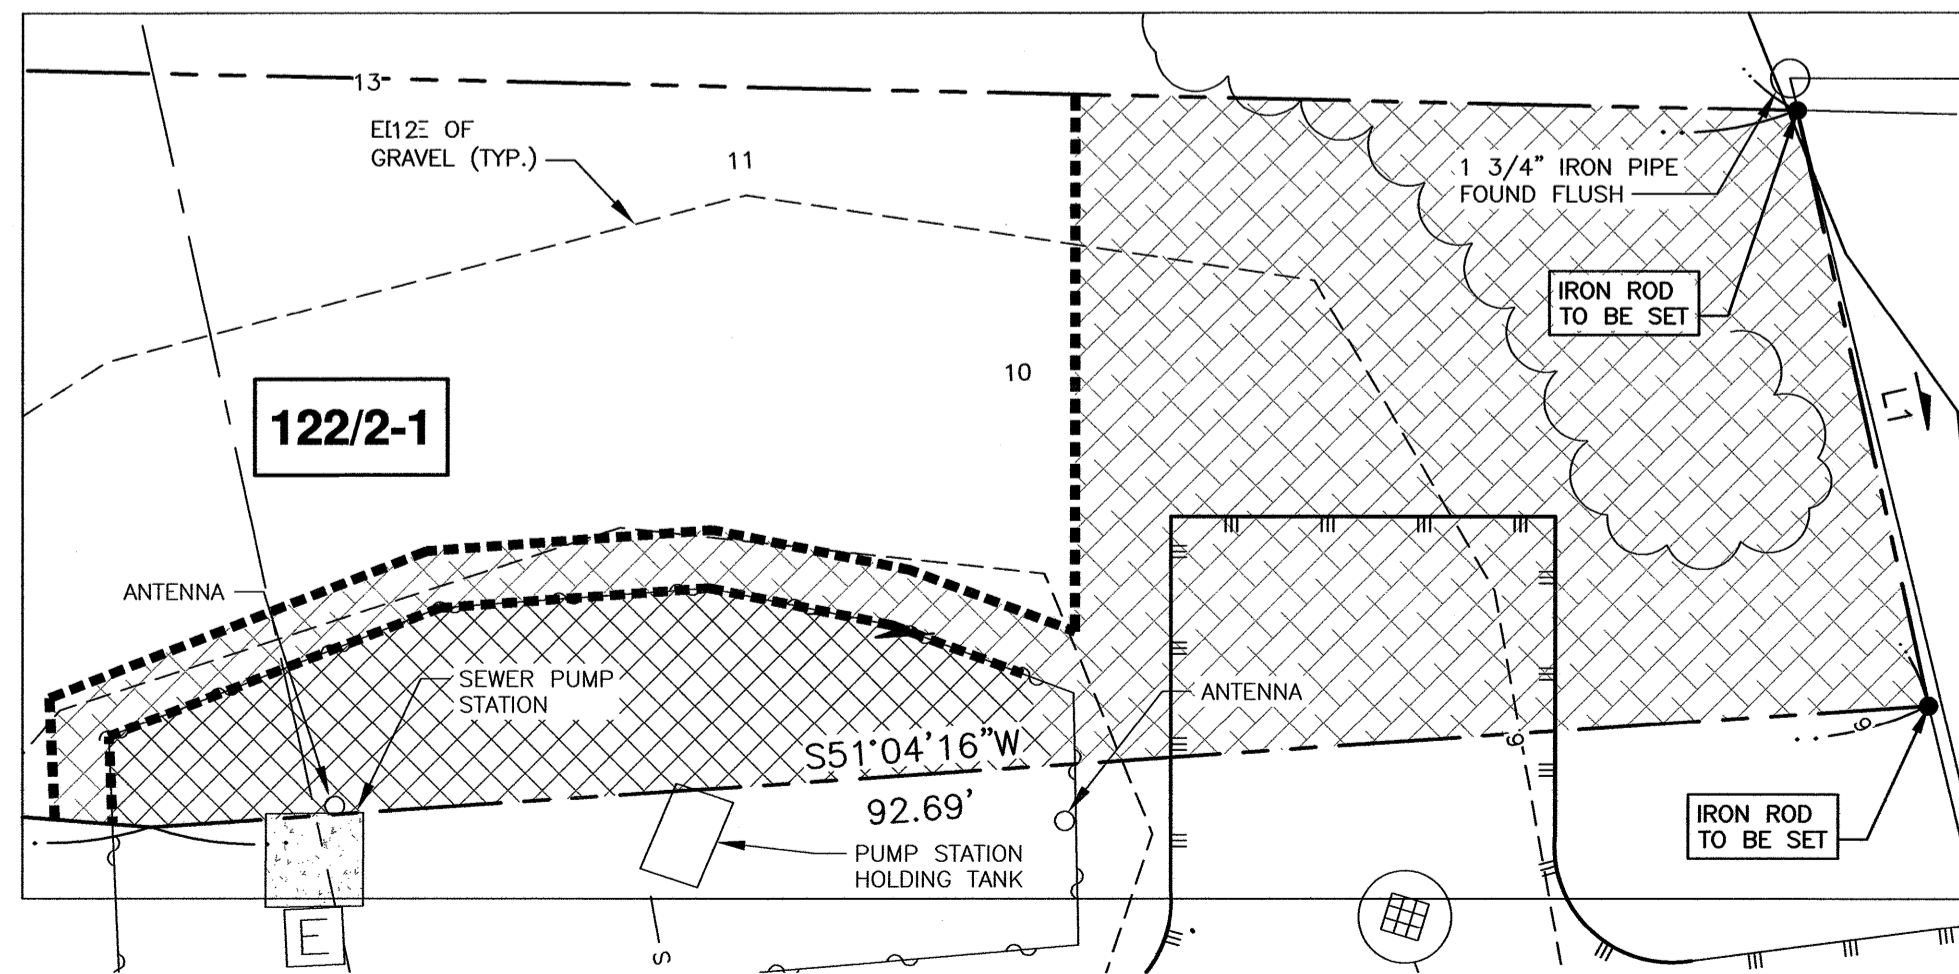 13
E[12E OF
GRAVEL (TYP.)
11
1 3/4" IRON PIPE
FOUND FLUSH
IRON ROD
TO BE SET
10
122/2-1
L1
ANTENNA
SEWER PUMP
STATION
ANTENNA
S51°04'16"W
92.69'
9
9
IRON ROD
TO BE SET
PUMP STATION
HOLDING TANK
E
S